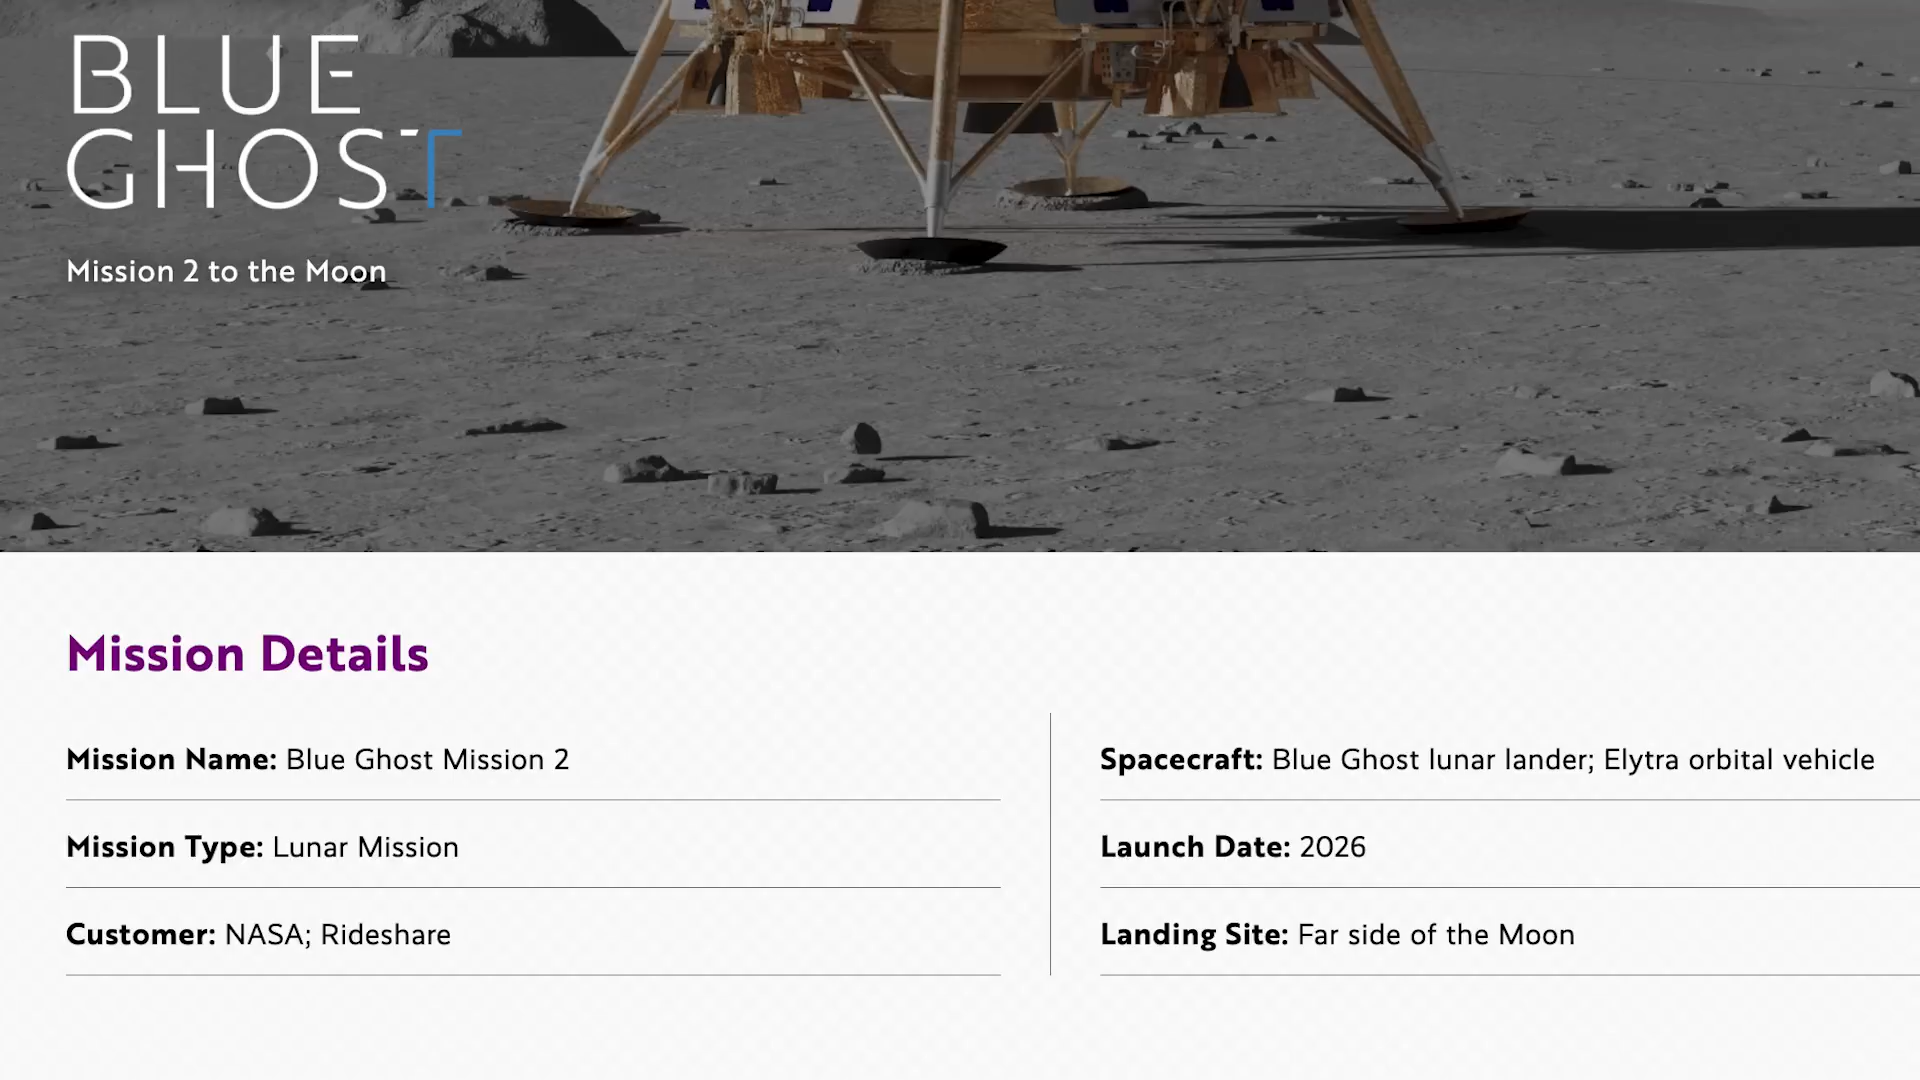 BLUE
GHOST
Mission 2 to the Moon
Mission Details
Mission Name: Blue Ghost Mission 2
Mission Type: Lunar Mission
Customer: NASA; Rideshare
Spacecraft: Blue Ghost lunar lander; Elytra orbital vehicle
Launch Date: 2026
Landing Site: Far side of the Moon